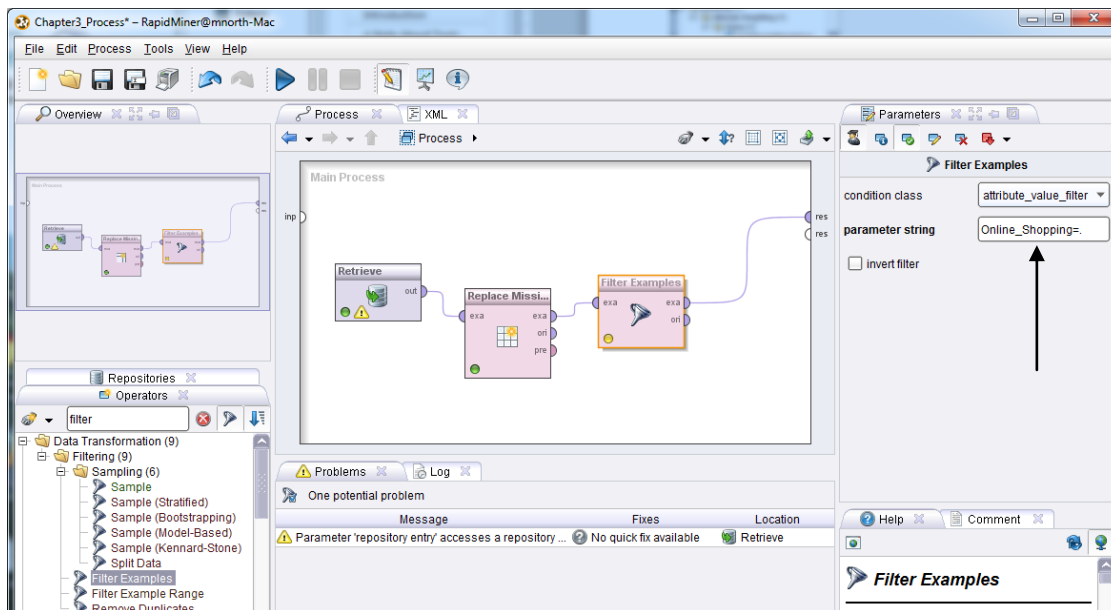 Chapter3_Process* – RapidMiner@mnorth-Mac
File Edit Process Tools View Help
Overview
Process
XML
Parameters
Process
Main Process
inp
res
res
Retrieve
out
Replace Missi...
exa
exa
ori
pre
Filter Examples
exa
exa
ori
Filter Examples
condition class
attribute_value_filter
parameter string
Online_Shopping=.
invert filter
Repositories
Operators
filter
Data Transformation (9)
Filtering (9)
Sampling (6)
Sample
Sample (Stratified)
Sample (Bootstrapping)
Sample (Model-Based)
Sample (Kennard-Stone)
Split Data
Filter Examples
Filter Example Range
Remove Duplicates
Problems
Log
One potential problem
Message Fixes Location
Parameter 'repository entry' accesses a repository ... No quick fix available Retrieve
Help
Comment
Filter Examples